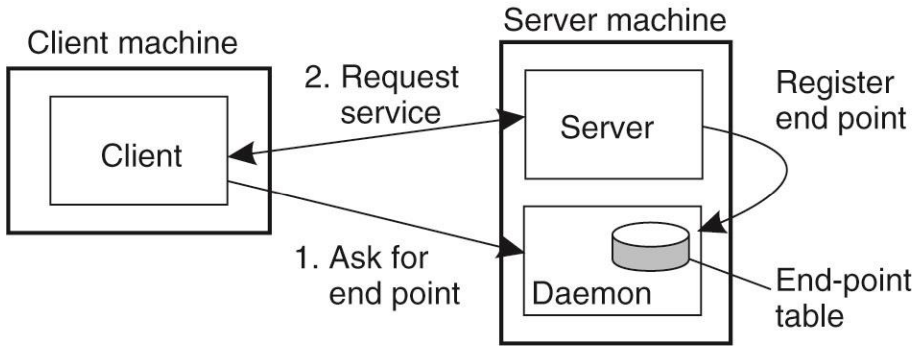 Client machine
Server machine
2. Request
service
Register
end point
Client
Server
1. Ask for
end point
Daemon
End-point
table